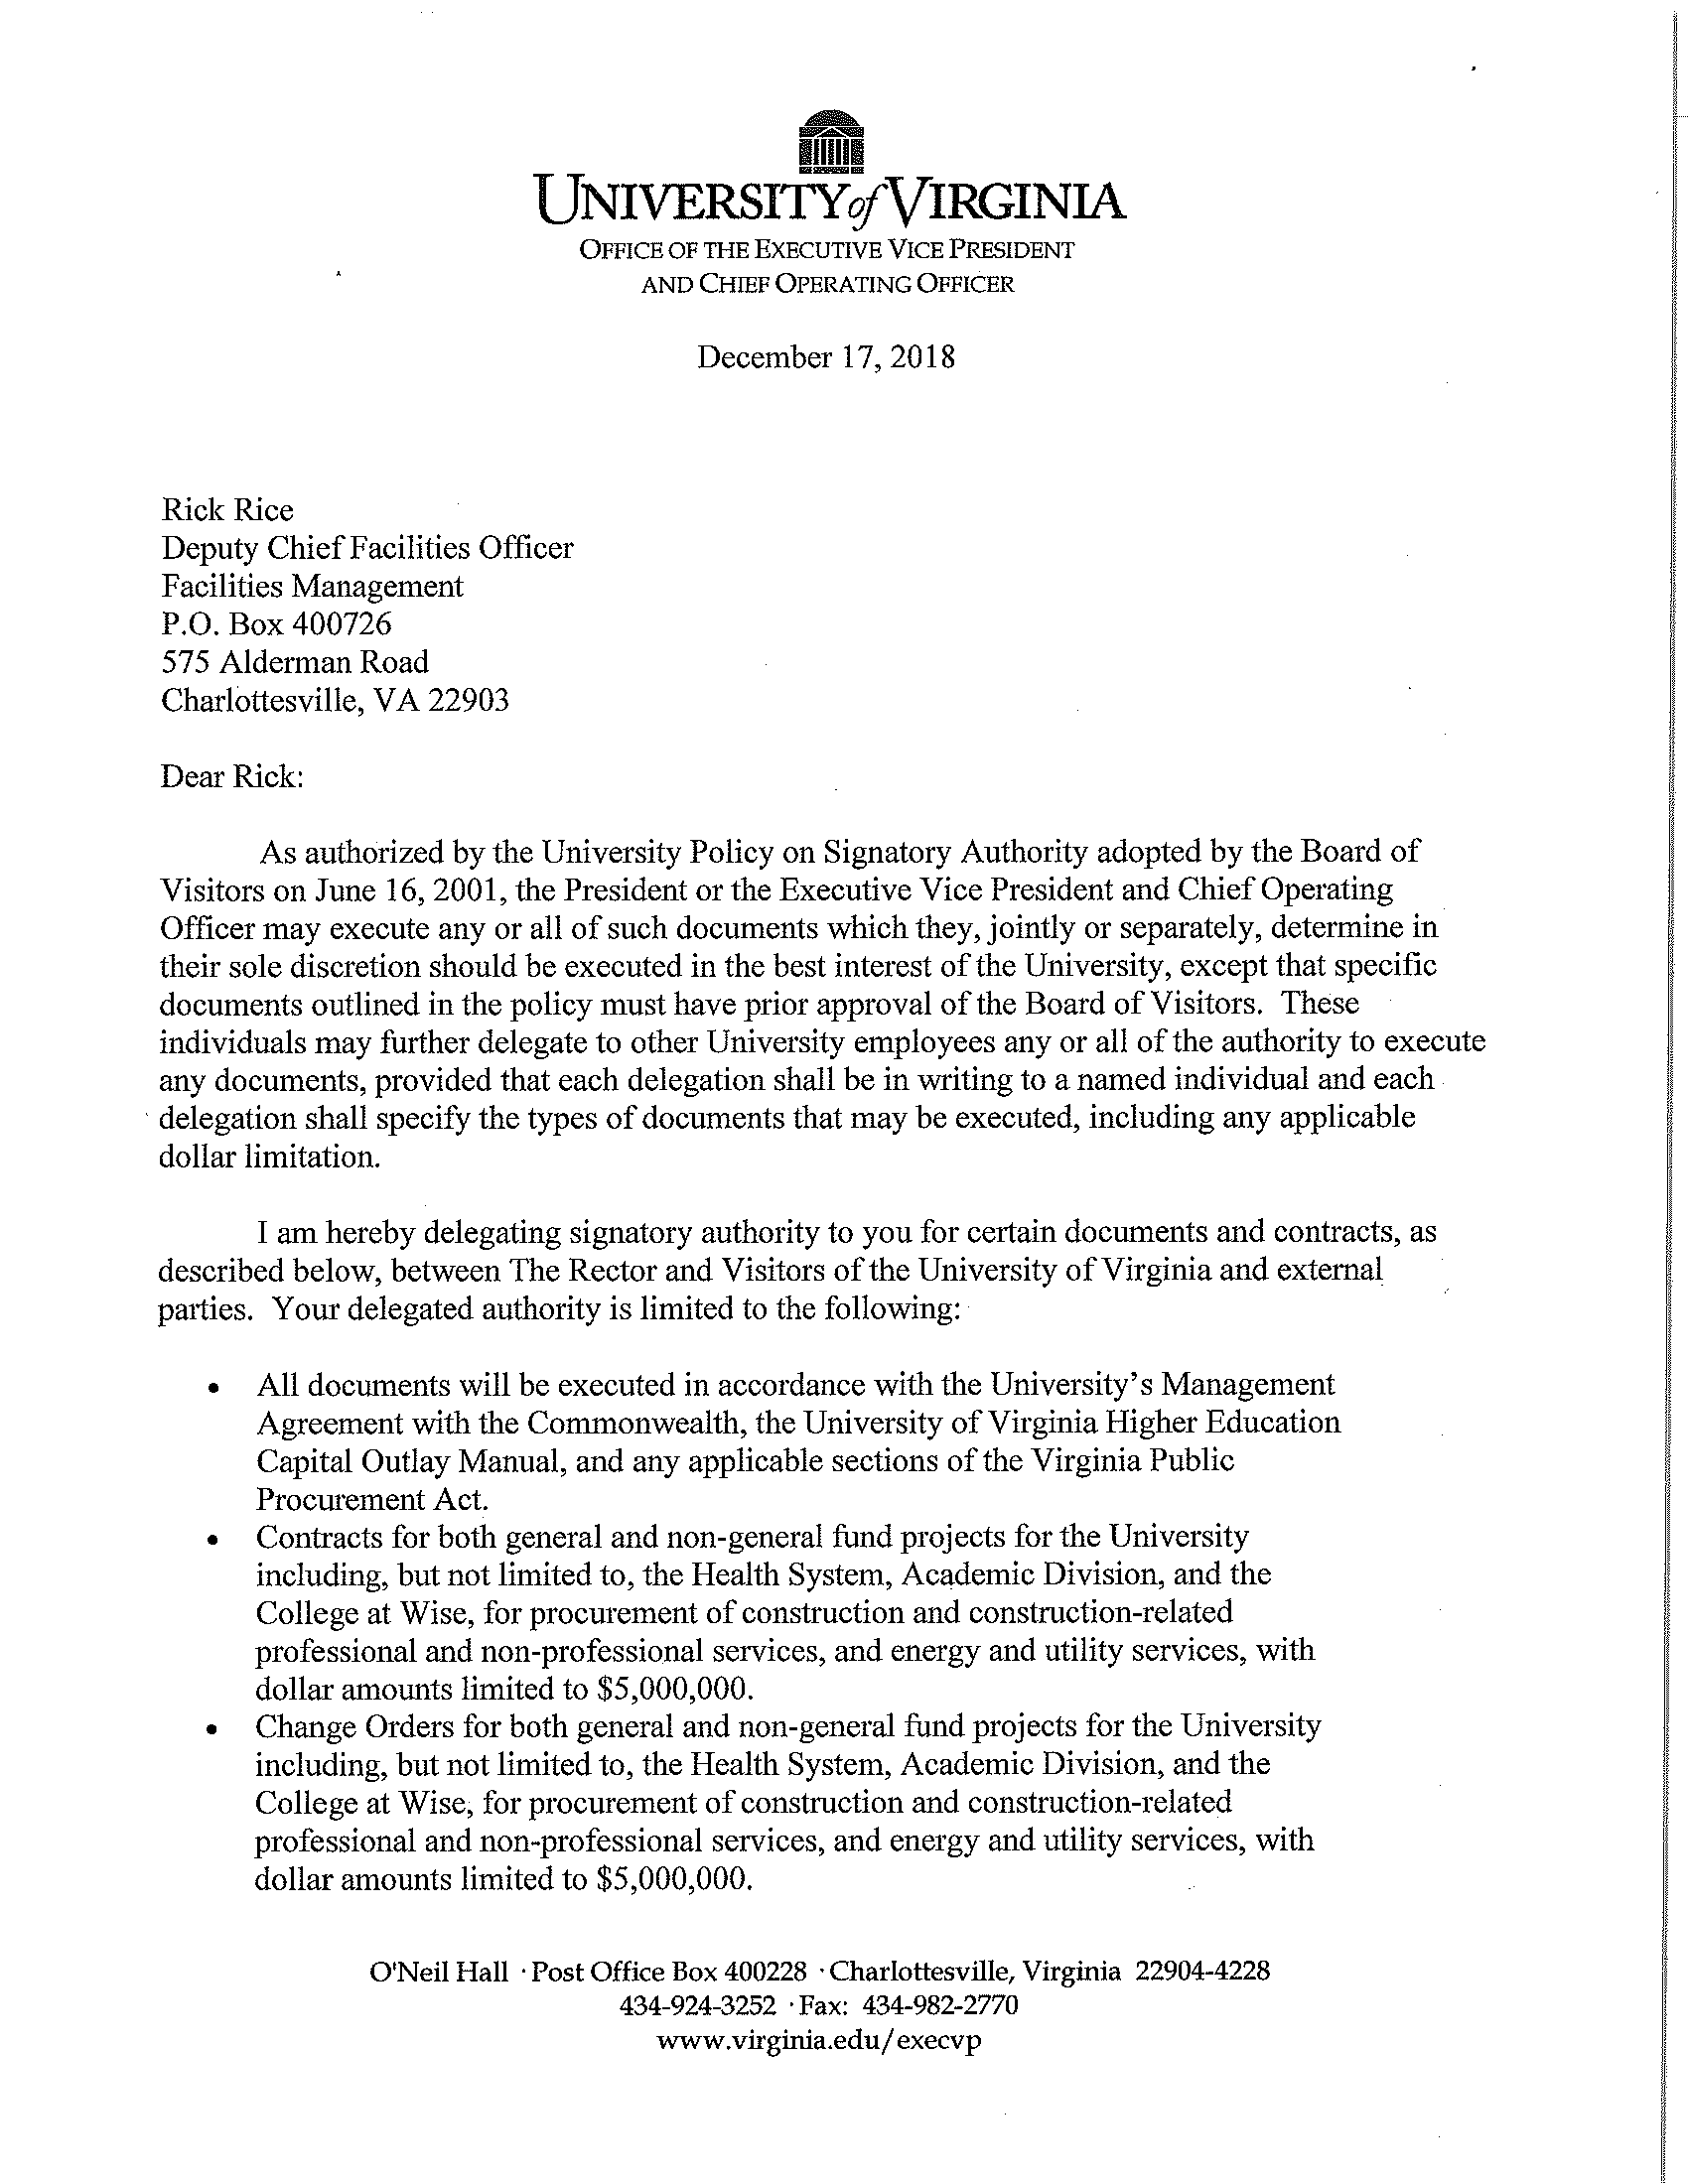 UNIVERSITY of VIRGINIA
OFFICE OF THE EXECUTIVE VICE PRESIDENT
AND CHIEF OPERATING OFFICER
December 17, 2018
Rick Rice
Deputy Chief Facilities Officer
Facilities Management
P.O. Box 400726
575 Alderman Road
Charlottesville, VA 22903
Dear Rick:
As authorized by the University Policy on Signatory Authority adopted by the Board of
Visitors on June 16, 2001, the President or the Executive Vice President and Chief Operating
Officer may execute any or all of such documents which they, jointly or separately, determine in
their sole discretion should be executed in the best interest of the University, except that specific
documents outlined in the policy must have prior approval of the Board of Visitors. These
individuals may further delegate to other University employees any or all of the authority to execute
any documents, provided that each delegation shall be in writing to a named individual and each
delegation shall specify the types of documents that may be executed, including any applicable
dollar limitation.
I am hereby delegating signatory authority to you for certain documents and contracts, as
described below, between The Rector and Visitors of the University of Virginia and external
parties. Your delegated authority is limited to the following:
• All documents will be executed in accordance with the University's Management
Agreement with the Commonwealth, the University of Virginia Higher Education
Capital Outlay Manual, and any applicable sections of the Virginia Public
Procurement Act.
• Contracts for both general and non-general fund projects for the University
including, but not limited to, the Health System, Academic Division, and the
College at Wise, for procurement of construction and construction-related
professional and non-professional services, and energy and utility services, with
dollar amounts limited to $5,000,000.
• Change Orders for both general and non-general fund projects for the University
including, but not limited to, the Health System, Academic Division, and the
College at Wise, for procurement of construction and construction-related
professional and non-professional services, and energy and utility services, with
dollar amounts limited to $5,000,000.
O'Neil Hall · Post Office Box 400228 · Charlottesville, Virginia 22904-4228
434-924-3252 · Fax: 434-982-2770
www.virginia.edu/execvp